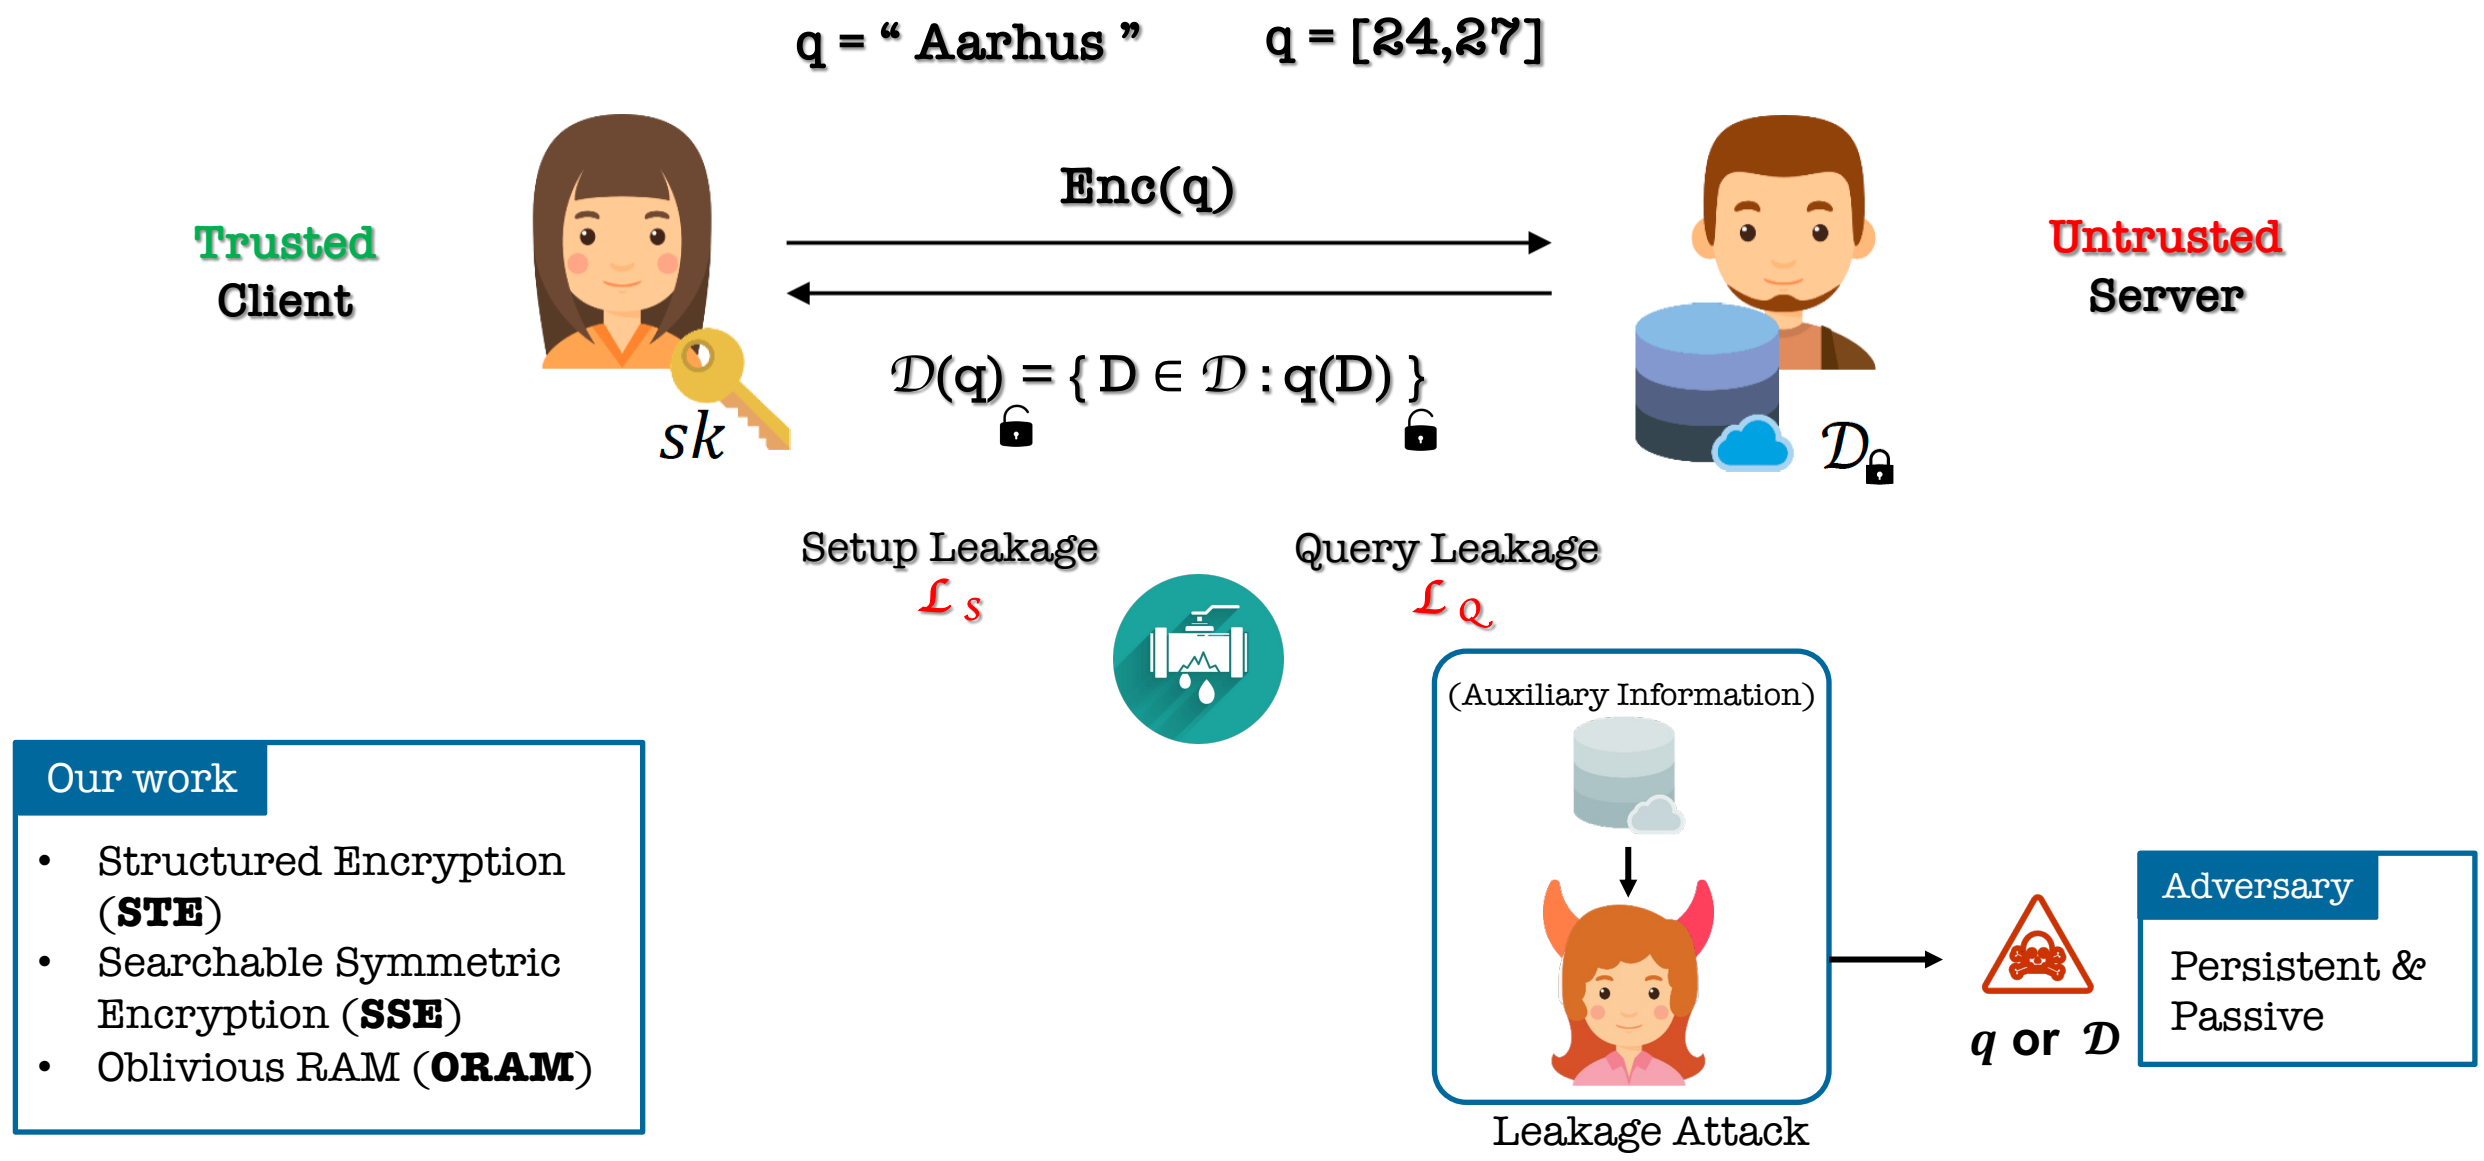 q = “ Aarhus ”
q = [24,27]
Enc(q)
Trusted
Client
Untrusted
Server
𝒟(q) = { D ∈ 𝒟 : q(D) }
sk
𝒟
Setup Leakage
ℒ S
Query Leakage
ℒ Q
(Auxiliary Information)
Our work
• Structured Encryption
(STE)
• Searchable Symmetric
Encryption (SSE)
• Oblivious RAM (ORAM)
Adversary
Persistent &
Passive
q or 𝒟
Leakage Attack